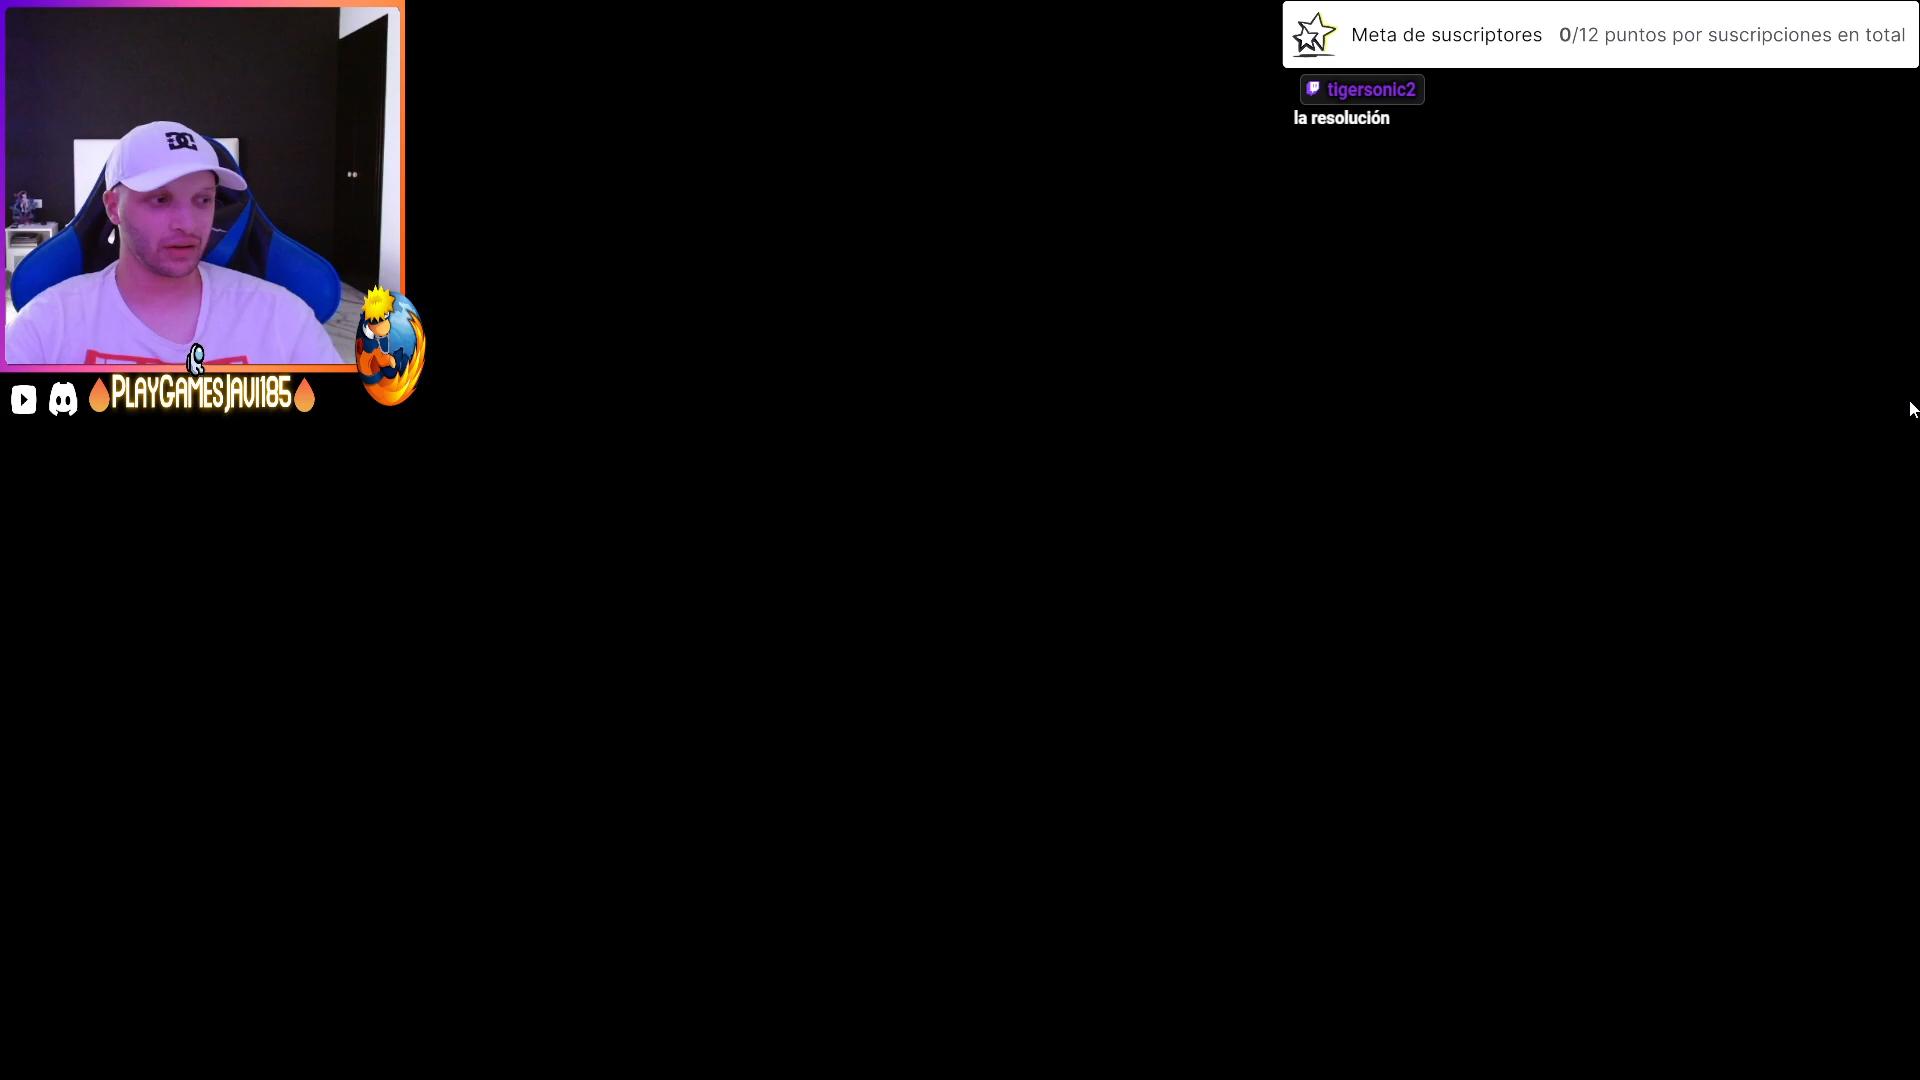 Meta de suscriptores 0/12 puntos por suscripciones en total
tigersonic2
la resolución
PLAYGAMESJAVI185